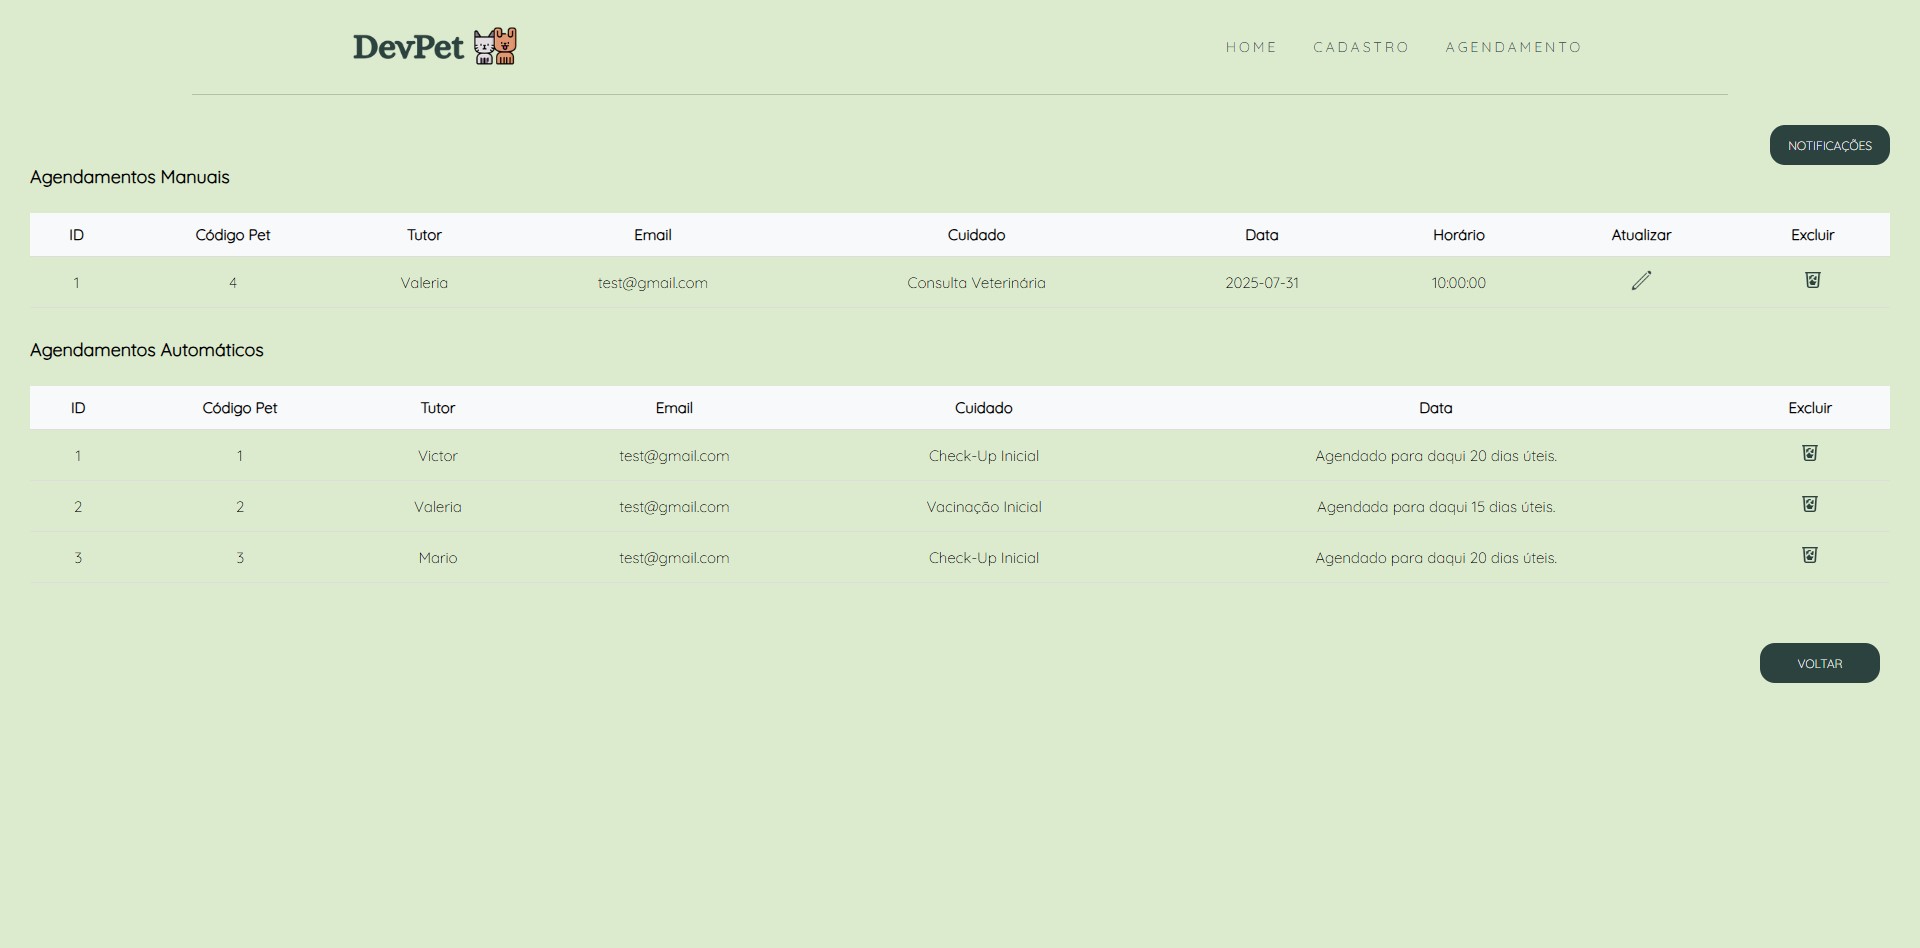 DevPet
HOME CADASTRO AGENDAMENTO
NOTIFICAÇÕES
Agendamentos Manuais
ID Código Pet Tutor Email Cuidado Data Horário Atualizar Excluir
1 4 Valeria test@gmail.com Consulta Veterinária 2025-07-31 10:00:00
Agendamentos Automáticos
ID Código Pet Tutor Email Cuidado Data Excluir
1 1 Victor test@gmail.com Check-Up Inicial Agendado para daqui 20 dias úteis.
2 2 Valeria test@gmail.com Vacinação Inicial Agendada para daqui 15 dias úteis.
3 3 Mario test@gmail.com Check-Up Inicial Agendado para daqui 20 dias úteis.
VOLTAR